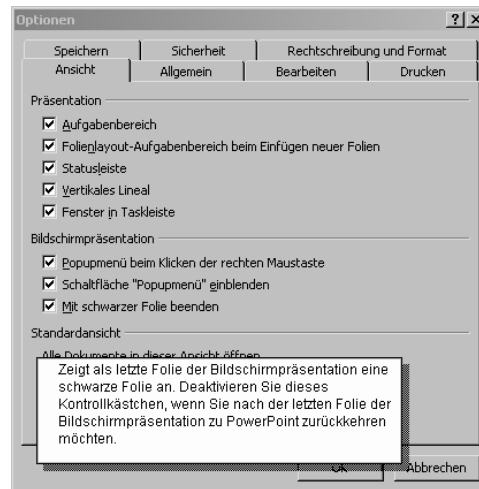 Optionen
Speichern Sicherheit Rechtschreibung und Format
Ansicht Allgemein Bearbeiten Drucken
Präsentation
Aufgabenbereich
Folienlayout-Aufgabenbereich beim Einfügen neuer Folien
Statusleiste
Vertikales Lineal
Fenster in Taskleiste
Bildschirmpräsentation
Popupmenü beim Klicken der rechten Maustaste
Schaltfläche "Popupmenü" einblenden
Mit schwarzer Folie beenden
Standardansicht
Alle Dokumente in dieser Ansicht öffnen
Zeigt als letzte Folie der Bildschirmpräsentation eine
schwarze Folie an. Deaktivieren Sie dieses
Kontrollkästchen, wenn Sie nach der letzten Folie der
Bildschirmpräsentation zu PowerPoint zurückkehren
möchten.
OK Abbrechen